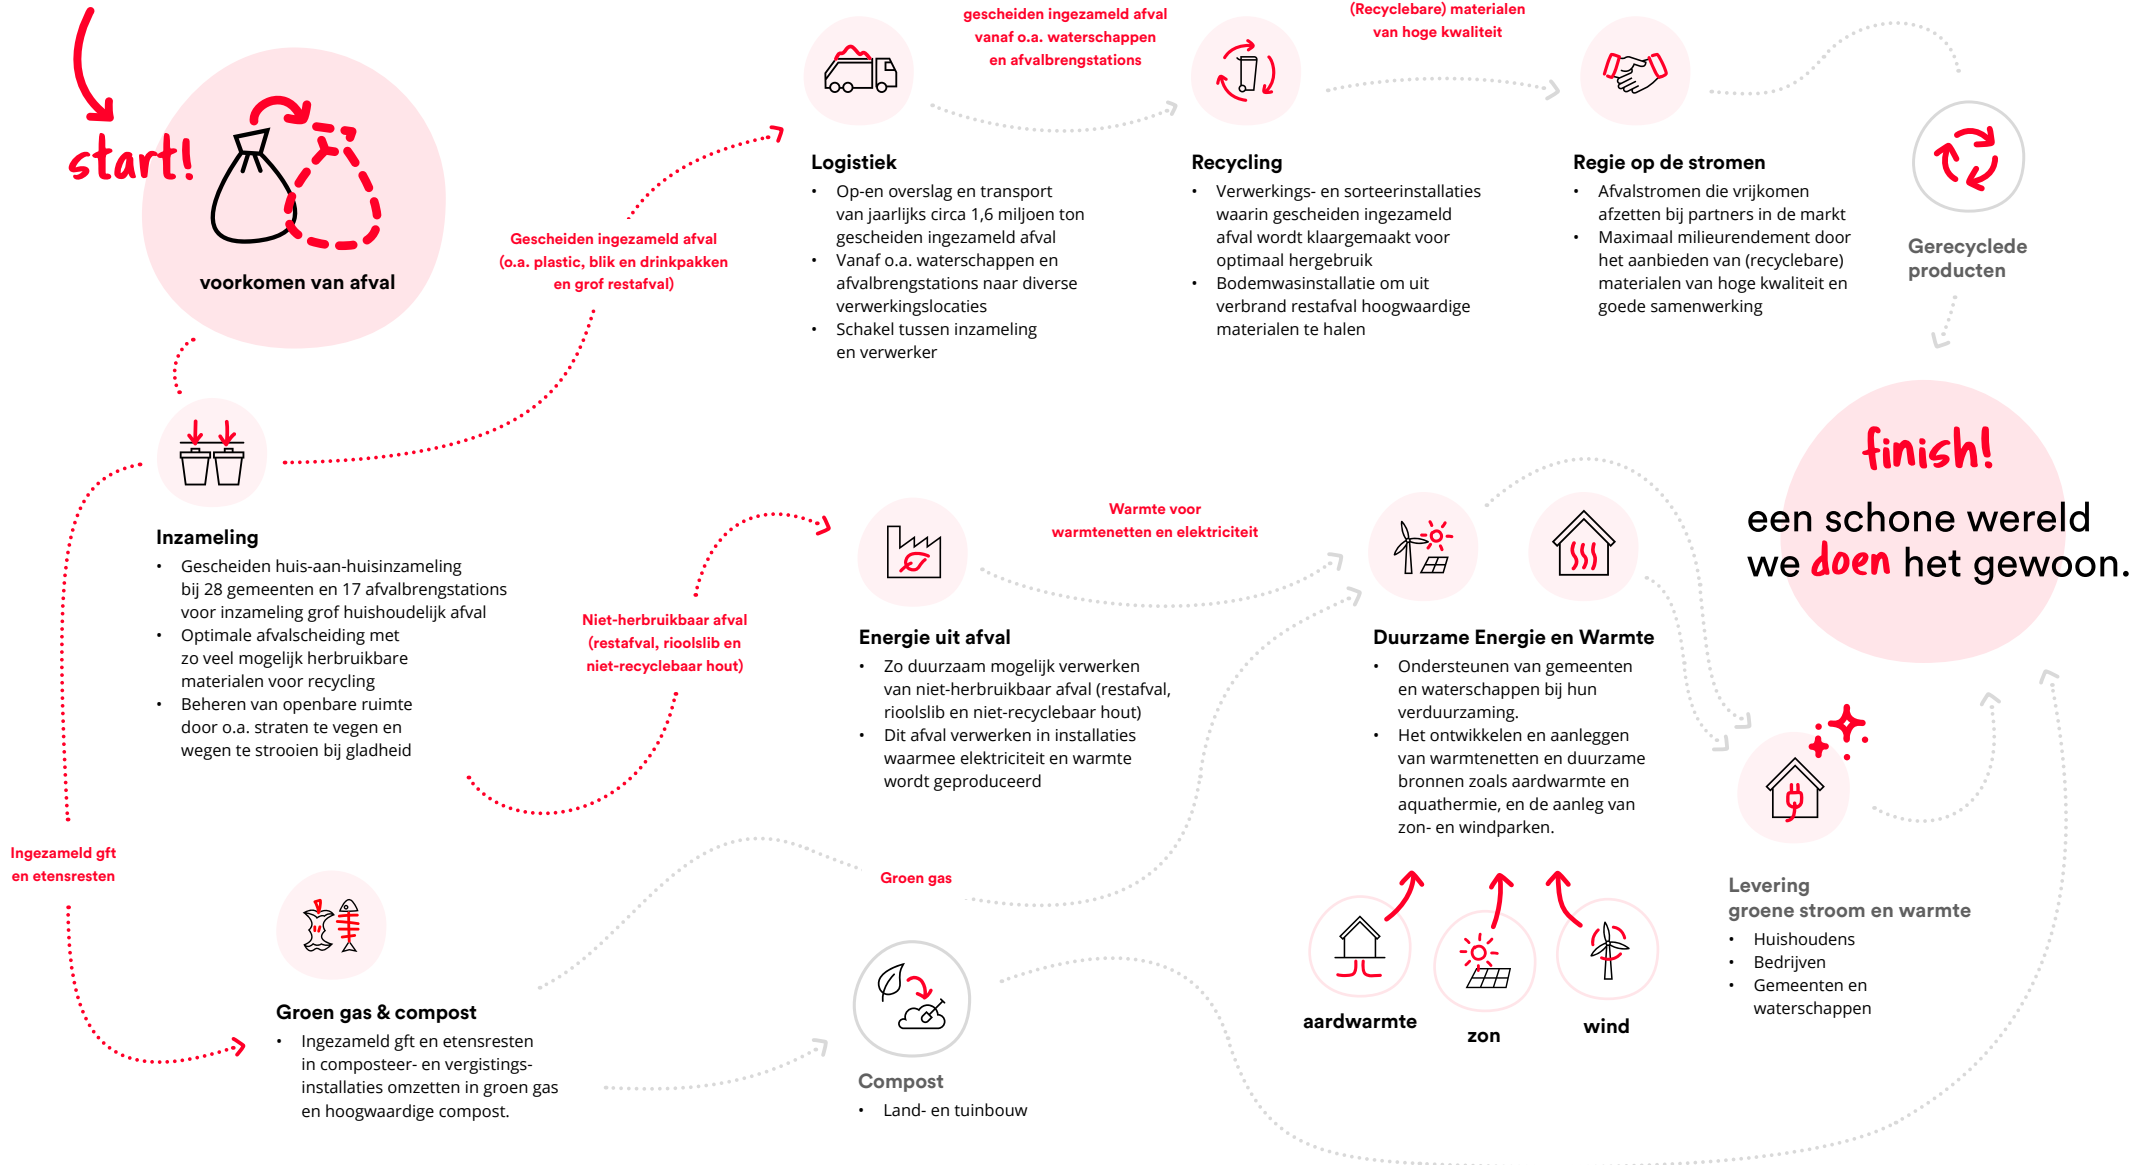 start!
voorkomen van afval
Gescheiden ingezameld afval
(o.a. plastic, blik en drinkpakken
en grof restafval)
Logistiek
• Op-en overslag en transport
van jaarlijks circa 1,6 miljoen ton
gescheiden ingezameld afval
• Vanaf o.a. waterschappen en
afvalbrengstations naar diverse
verwerkingslocaties
• Schakel tussen inzameling
en verwerker
gescheiden ingezameld afval
vanaf o.a. waterschappen
en afvalbrengstations
Recycling
• Verwerkings- en sorteerinstallaties
waarin gescheiden ingezameld
afval wordt klaargemaakt voor
optimaal hergebruik
• Bodemwasinstallatie om uit
verbrand restafval hoogwaardige
materialen te halen
(Recyclebare) materialen
van hoge kwaliteit
Regie op de stromen
• Afvalstromen die vrijkomen
afzetten bij partners in de markt
• Maximaal milieurendement door
het aanbieden van (recyclebare)
materialen van hoge kwaliteit en
goede samenwerking
Gerecyclede
producten
finish!
een schone wereld
we doen het gewoon.
Inzameling
• Gescheiden huis-aan-huisinzameling
bij 28 gemeenten en 17 afvalbrengstations
voor inzameling grof huishoudelijk afval
• Optimale afvalscheiding met
zo veel mogelijk herbruikbare
materialen voor recycling
• Beheren van openbare ruimte
door o.a. straten te vegen en
wegen te strooien bij gladheid
Niet-herbruikbaar afval
(restafval, rioolslib en
niet-recyclebaar hout)
Energie uit afval
• Zo duurzaam mogelijk verwerken
van niet-herbruikbaar afval (restafval,
rioolslib en niet-recyclebaar hout)
• Dit afval verwerken in installaties
waarmee elektriciteit en warmte
wordt geproduceerd
Warmte voor
warmtenetten en elektriciteit
Duurzame Energie en Warmte
• Ondersteunen van gemeenten
en waterschappen bij hun
verduurzaming.
• Het ontwikkelen en aanleggen
van warmtenetten en duurzame
bronnen zoals aardwarmte en
aquathermie, en de aanleg van
zon- en windparken.
aardwarmte
zon
wind
Levering
groene stroom en warmte
• Huishoudens
• Bedrijven
• Gemeenten en
waterschappen
Ingezameld gft
en etensresten
Groen gas & compost
• Ingezameld gft en etensresten
in composteer- en vergistings-
installaties omzetten in groen gas
en hoogwaardige compost.
Groen gas
Compost
• Land- en tuinbouw